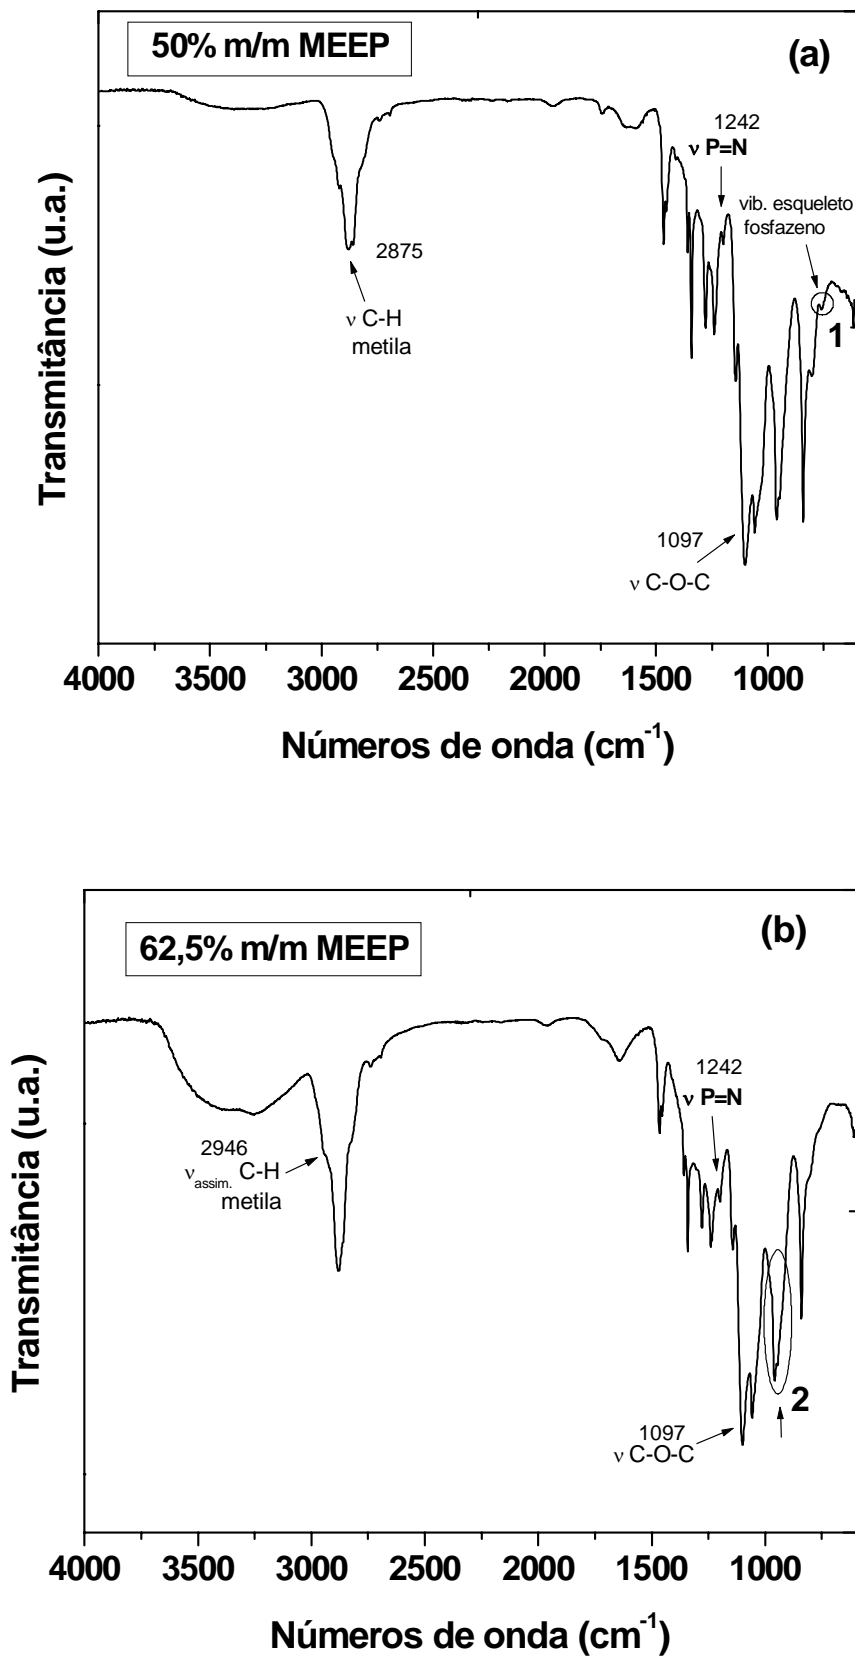 50% m/m MEEP
(a)
1242
ν P=N
vib. esqueleto
fosfazeno
2875
ν C-H
metila
1
1097
ν C-O-C
Transmitância (u.a.)
4000 3500 3000 2500 2000 1500 1000
Números de onda (cm⁻¹)
62,5% m/m MEEP
(b)
1242
ν P=N
2946
ν assim. C-H
metila
2
1097
ν C-O-C
Transmitância (u.a.)
4000 3500 3000 2500 2000 1500 1000
Números de onda (cm⁻¹)